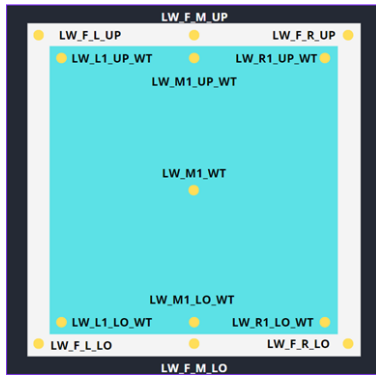 LW_F_M_UP
LW_F_L_UP
LW_F_R_UP
LW_L1_UP_WT
LW_R1_UP_WT
LW_M1_UP_WT
LW_M1_WT
LW_M1_LO_WT
LW_L1_LO_WT
LW_R1_LO_WT
LW_F_L_LO
LW_F_R_LO
LW_F_M_LO